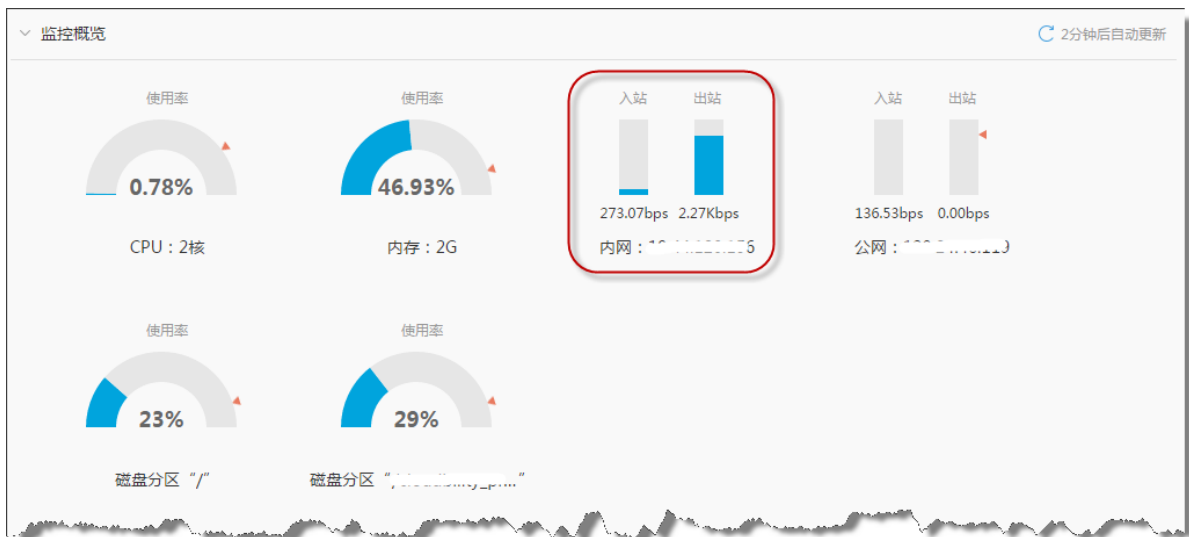 监控概览
2分钟后自动更新
使用率
使用率
入站 出站
入站 出站
0.78%
46.93%
273.07bps 2.27Kbps
136.53bps 0.00bps
CPU：2核
内存：2G
内网：
公网：
使用率
使用率
23%
29%
磁盘分区“/”
磁盘分区